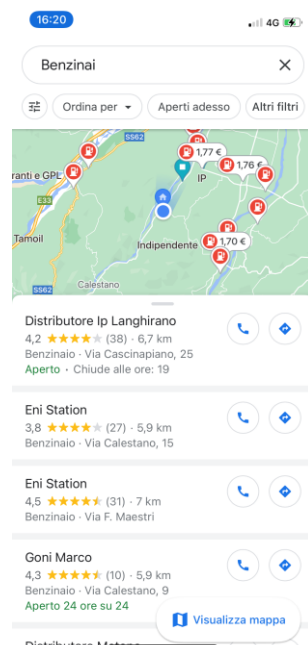 16:20
4G
Benzinai
Ordina per
Aperti adesso
Altri filtri
SS62
1,77 €
ranti e GPL
1,76 €
IP
E33
Tamoil
Indipendente
1,70 €
Calestano
SS62
Distributore Ip Langhirano
4,2 (38) · 6,7 km
Benzinaio · Via Cascinapiano, 25
Aperto · Chiude alle ore: 19
Eni Station
3,8 (27) · 5,9 km
Benzinaio · Via Calestano, 15
Eni Station
4,5 (31) · 7 km
Benzinaio · Via F. Maestri
Goni Marco
4,3 (10) · 5,9 km
Benzinaio · Via Calestano, 9
Aperto 24 ore su 24
Visualizza mappa